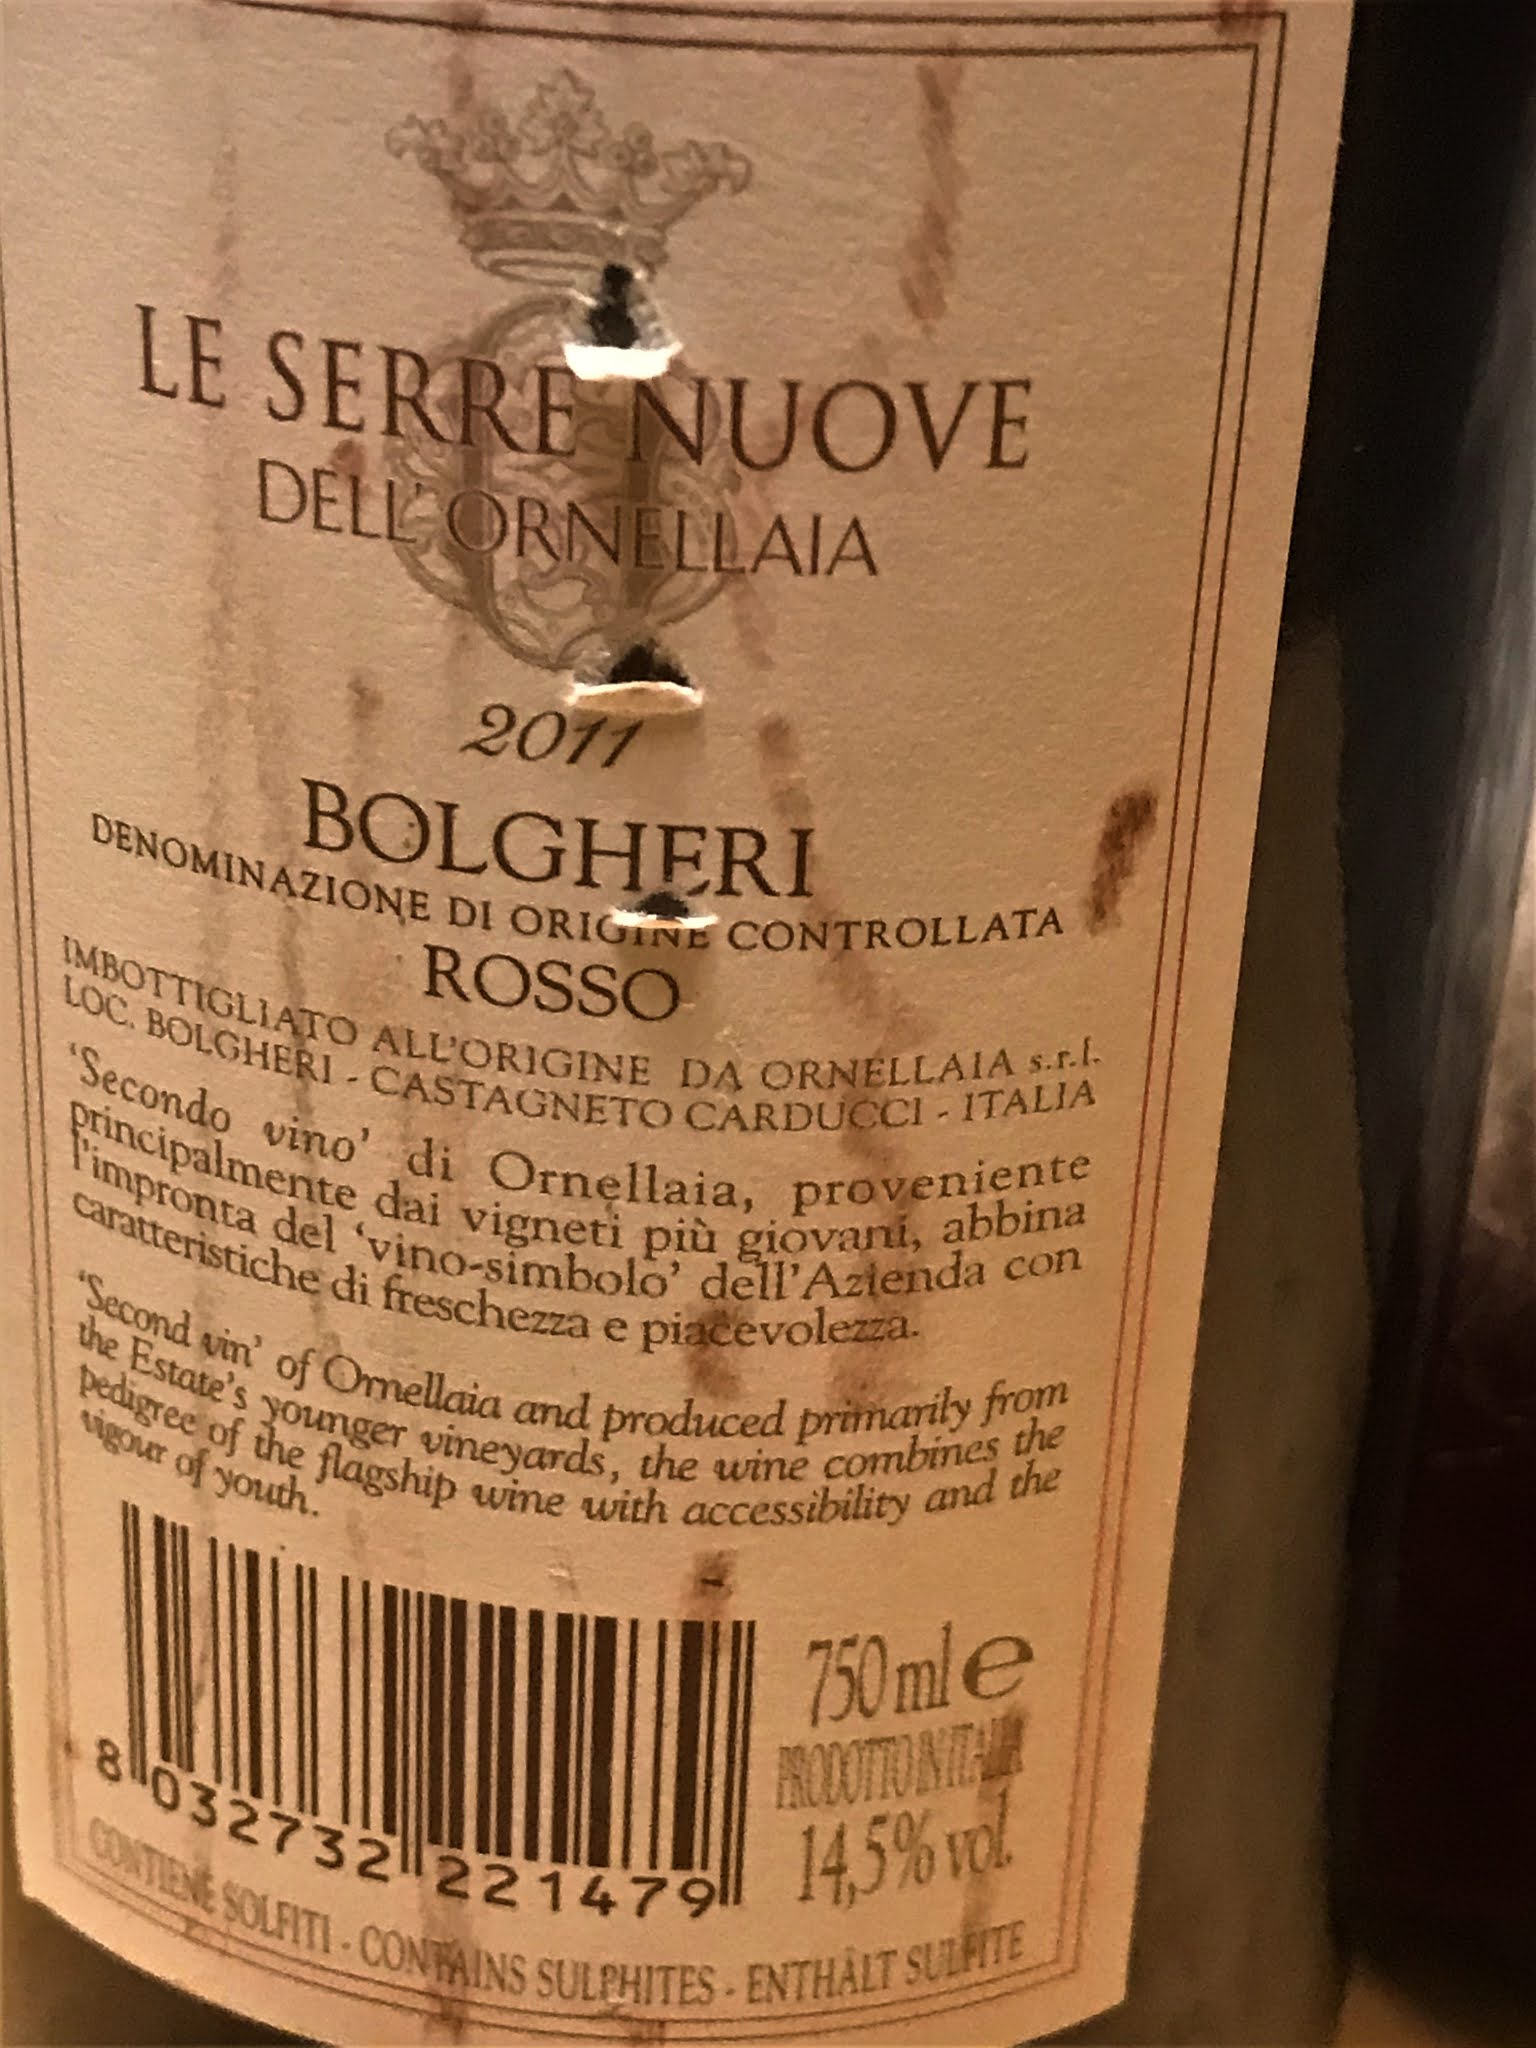 LE SERRE NUOVE
DELL'ORNELLAIA
2011
BOLGHERI
DENOMINAZIONE DI ORIGINE CONTROLLATA
ROSSO
IMBOTTIGLIATO ALL'ORIGINE DA ORNELLAIA s.r.l.
LOC. BOLGHERI - CASTAGNETO CARDUCCI - ITALIA
'Secondo vino' di Ornellaia, proveniente
principalmente dai vigneti più giovani, abbina
l'impronta del 'vino-simbolo' dell'Azienda con
caratteristiche di freschezza e piacevolezza.
'Second vin' of Ornellaia and produced primarily from
the Estate's younger vineyards, the wine combines the
pedigree of the flagship wine with accessibility and the
vigour of youth.
750 ml e
PRODOTTO IN ITALIA
14,5% vol.
8 032732 221479
CONTIENE SOLFITI - CONTAINS SULPHITES - ENTHÄLT SULFITE